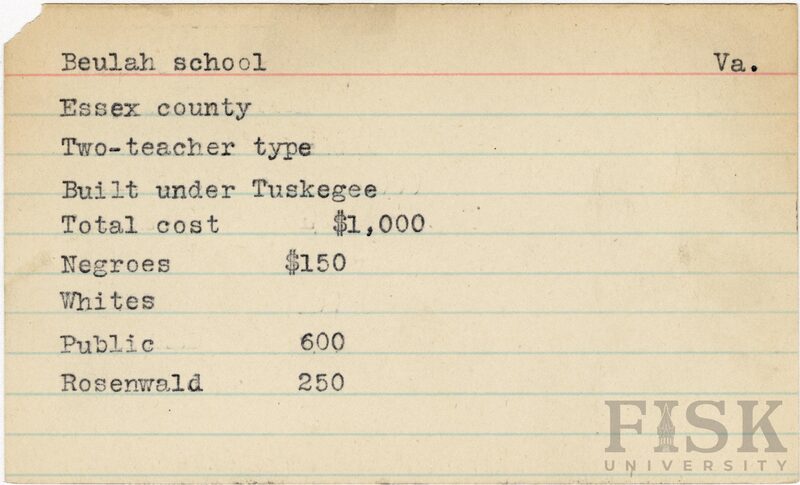 Beulah school Va.
Essex county
Two-teacher type
Built under Tuskegee
Total cost $1,000
Negroes $150
Whites
Public 600
Rosenwald 250
FISK
UNIVERSITY